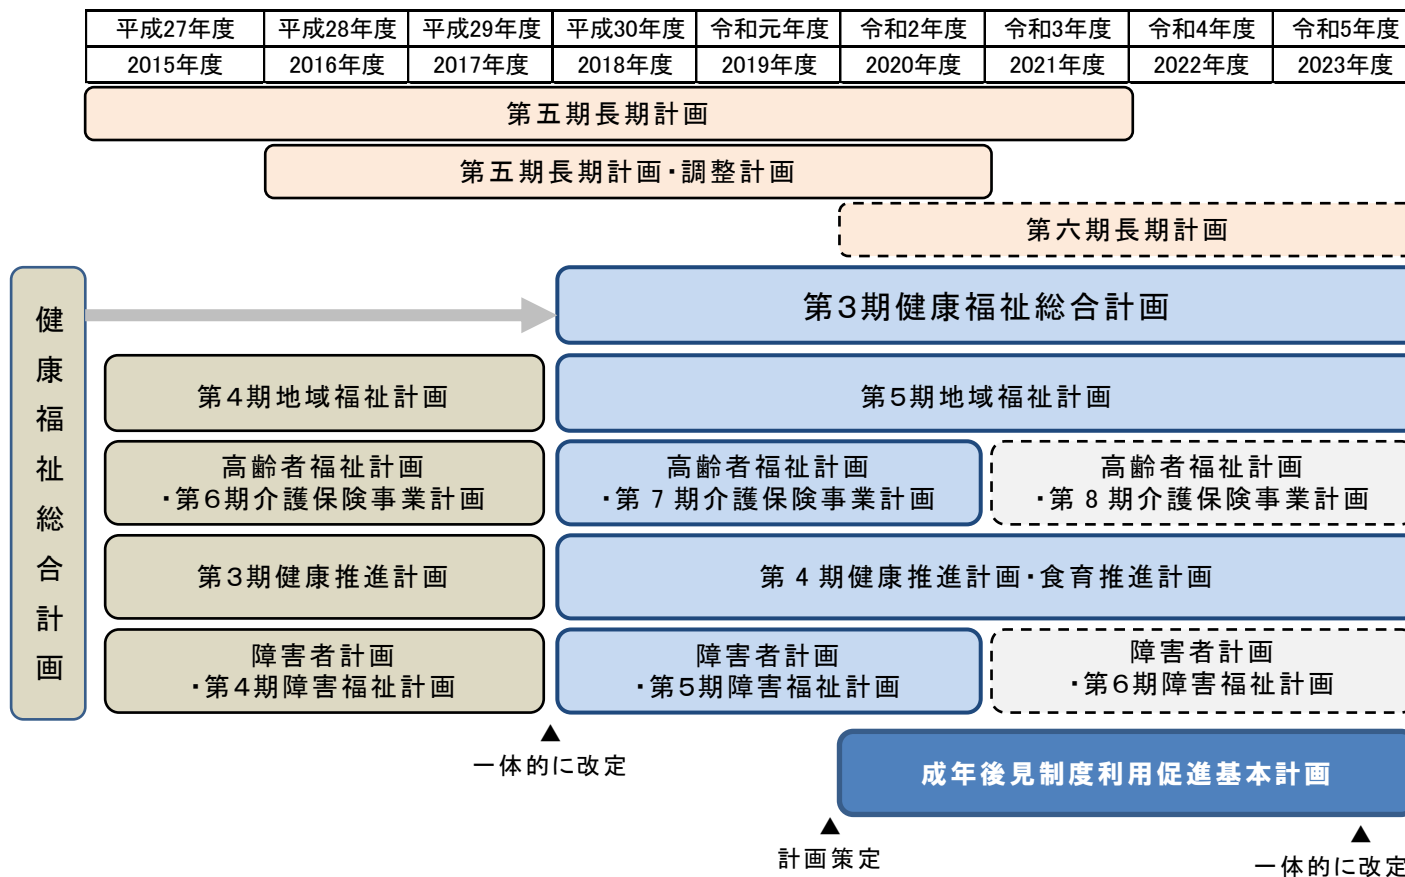 平成27年度 平成28年度 平成29年度 平成30年度 令和元年度 令和2年度 令和3年度 令和4年度 令和5年度
2015年度 2016年度 2017年度 2018年度 2019年度 2020年度 2021年度 2022年度 2023年度
第五期長期計画
第五期長期計画・調整計画
第六期長期計画
健康福祉総合計画
第3期健康福祉総合計画
第4期地域福祉計画
第5期地域福祉計画
高齢者福祉計画
・第6期介護保険事業計画
高齢者福祉計画
・第7期介護保険事業計画
高齢者福祉計画
・第8期介護保険事業計画
第3期健康推進計画
第4期健康推進計画・食育推進計画
障害者計画
・第4期障害福祉計画
障害者計画
・第5期障害福祉計画
障害者計画
・第6期障害福祉計画
▲
一体的に改定
成年後見制度利用促進基本計画
▲
計画策定
▲
一体的に改定